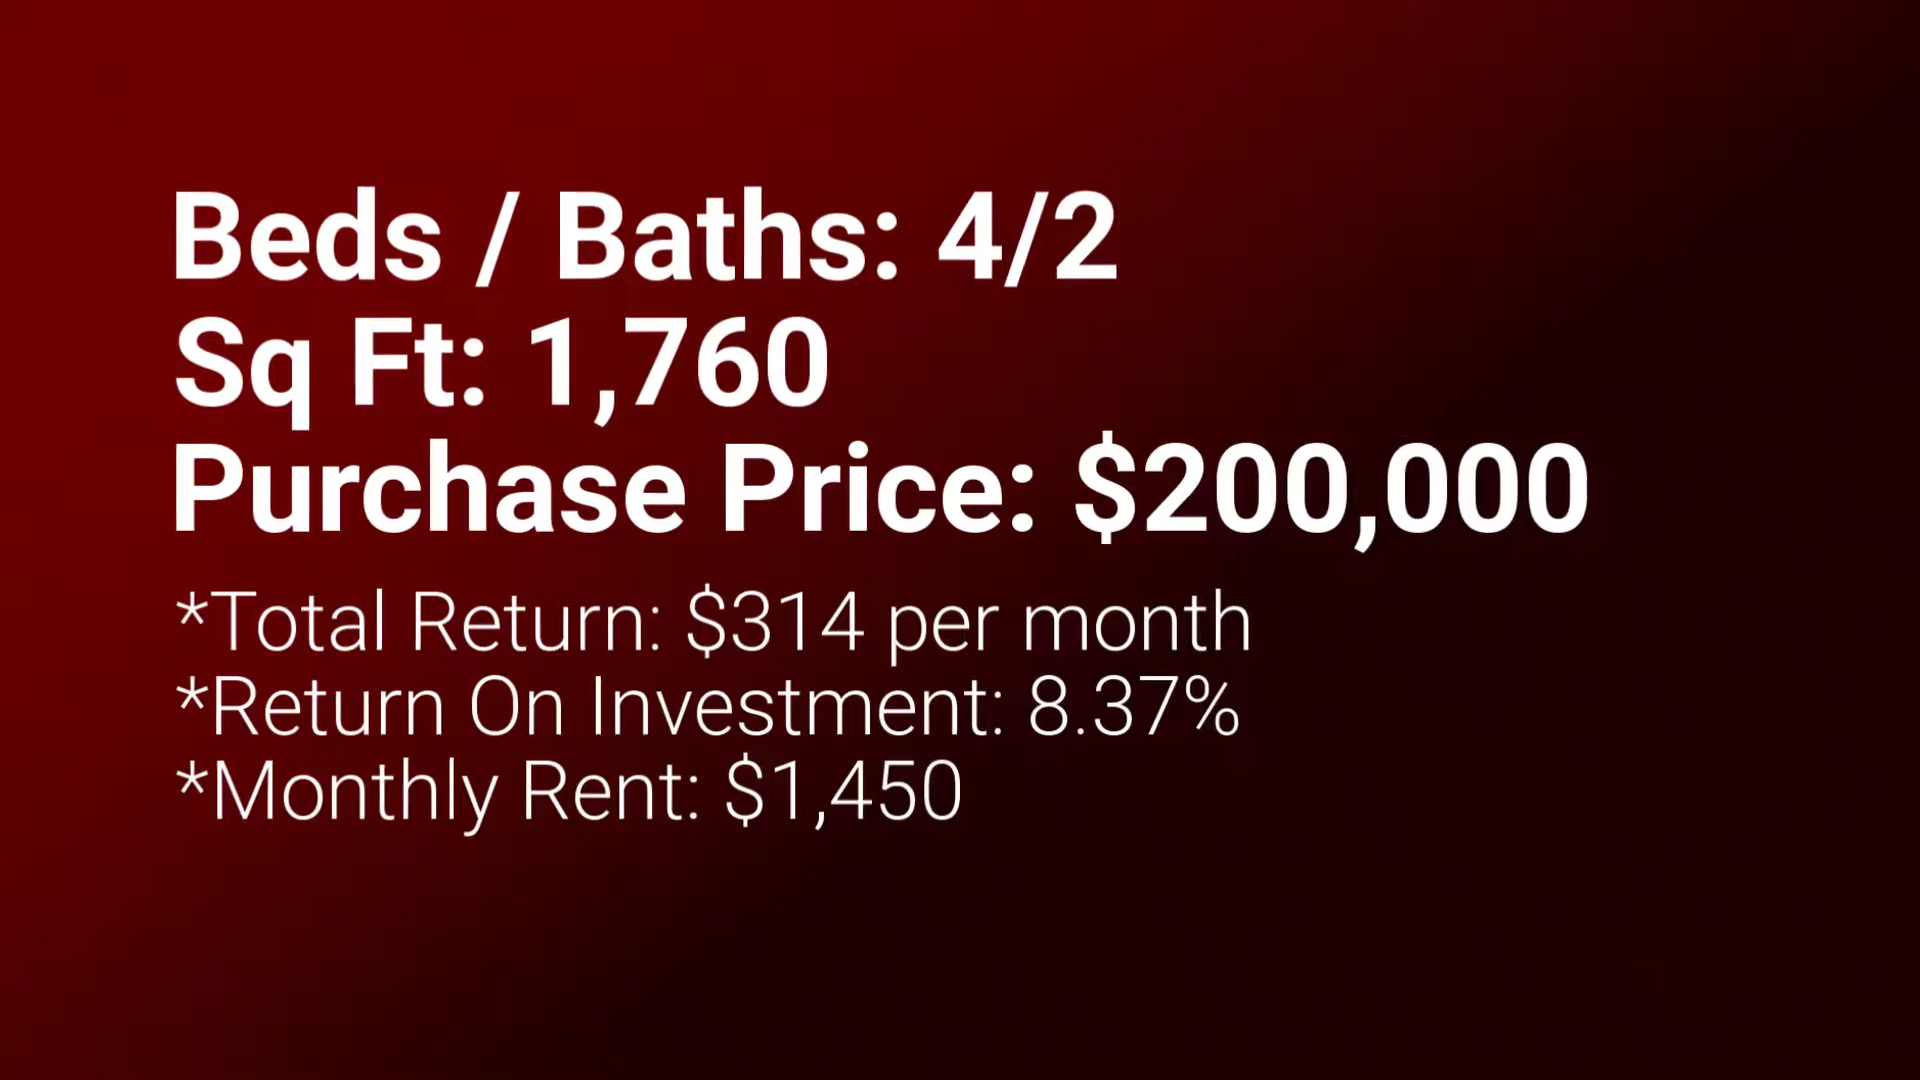 Beds / Baths: 4/2
Sq Ft: 1,760
Purchase Price: $200,000
*Total Return: $314 per month
*Return On Investment: 8.37%
*Monthly Rent: $1,450